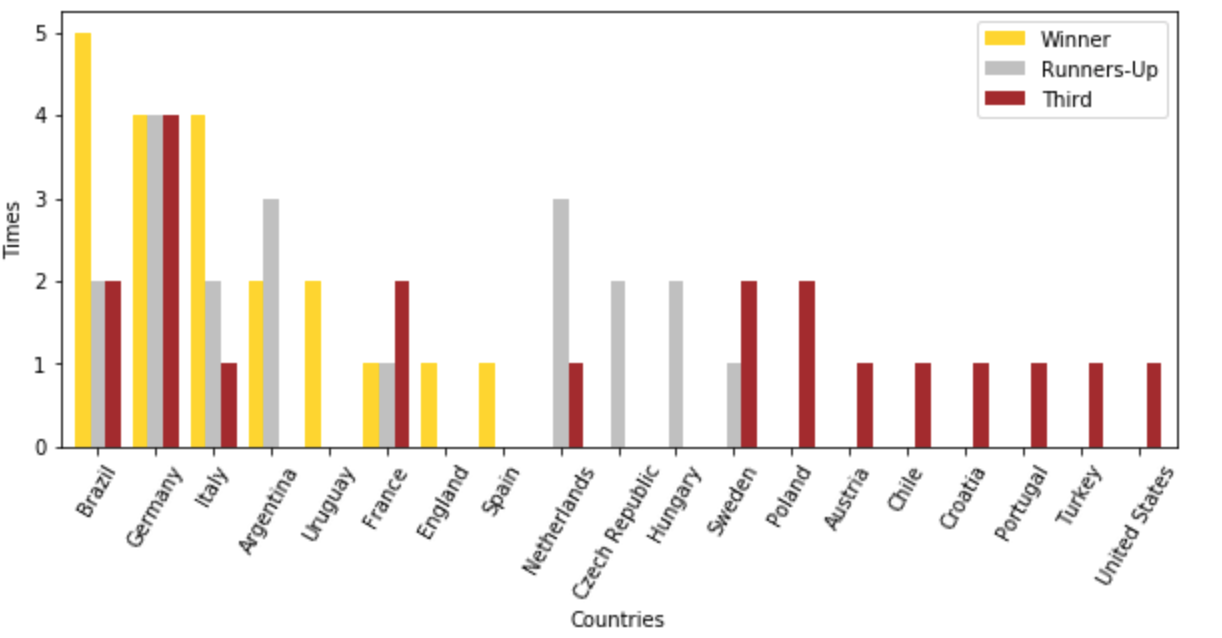 Winner
Runners-Up
Third
5
4
3
2
1
0
Times
Brazil
Germany
Italy
Argentina
Uruguay
France
England
Spain
Netherlands
Czech Republic
Hungary
Sweden
Poland
Austria
Chile
Croatia
Portugal
Turkey
United States
Countries